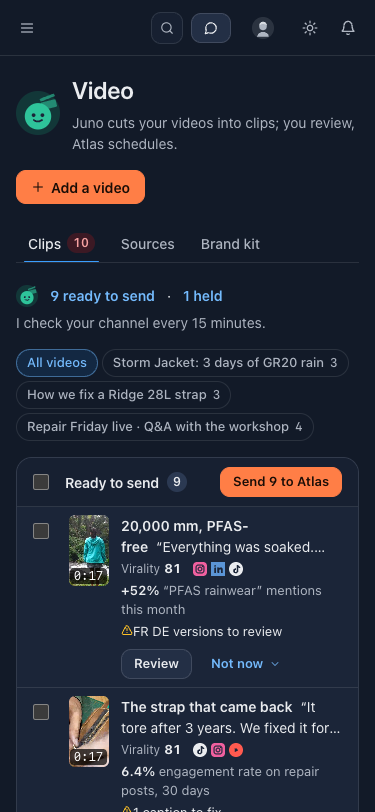 Video
Juno cuts your videos into clips; you review,
Atlas schedules.
+ Add a video
Clips 10 Sources Brand kit
9 ready to send · 1 held
I check your channel every 15 minutes.
All videos Storm Jacket: 3 days of GR20 rain 3
How we fix a Ridge 28L strap 3
Repair Friday live · Q&A with the workshop 4
Ready to send 9 Send 9 to Atlas
20,000 mm, PFAS-
free “Everything was soaked....
Virality 81
0:17
+52% “PFAS rainwear” mentions
this month
FR DE versions to review
Review Not now
The strap that came back “It
tore after 3 years. We fixed it for...
Virality 81
0:17
6.4% engagement rate on repair
posts, 30 days
1 caption to fix